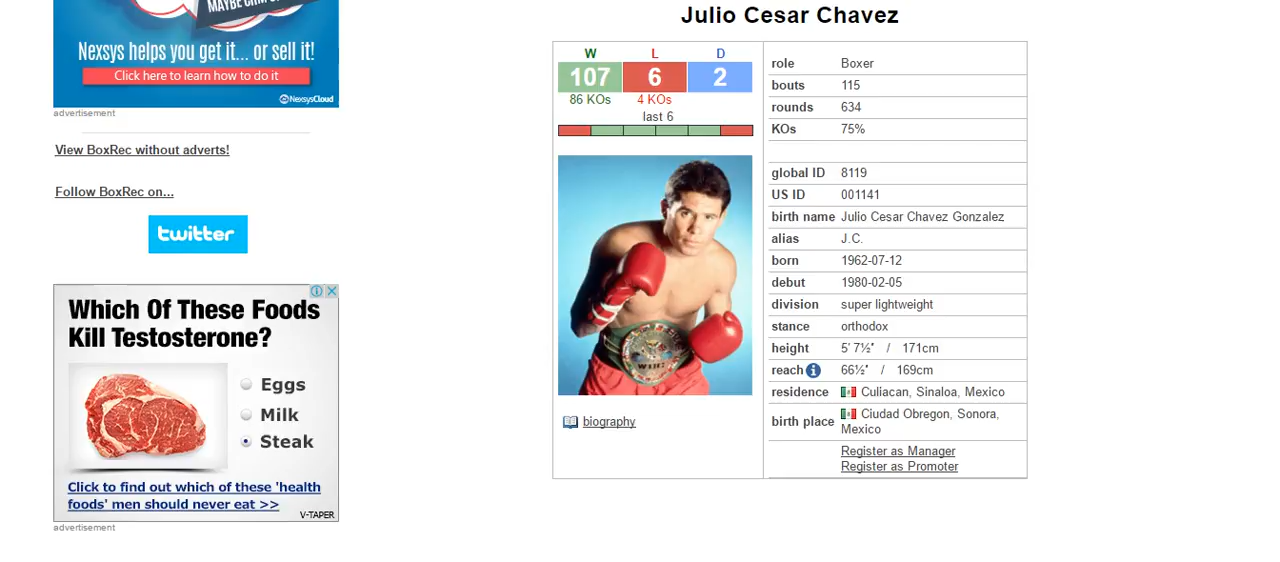 MAYBE
Nexsys helps you get it... or sell it!
Click here to learn how to do it
NexsysCloud
advertisement
View BoxRec without adverts!
Follow BoxRec on...
twitter
Which Of These Foods
Kill Testosterone?
Eggs
Milk
Steak
Click to find out which of these 'health
foods' men should never eat >>
V-TAPER
advertisement
Julio Cesar Chavez
W L D
107 6 2
86 KOs 4 KOs
last 6
biography
role Boxer
bouts 115
rounds 634
KOs 75%
global ID 8119
US ID 001141
birth name Julio Cesar Chavez Gonzalez
alias J.C.
born 1962-07-12
debut 1980-02-05
division super lightweight
stance orthodox
height 5′ 7½″ / 171cm
reach 66½″ / 169cm
residence Culiacan, Sinaloa, Mexico
birth place Ciudad Obregon, Sonora,
Mexico
Register as Manager
Register as Promoter